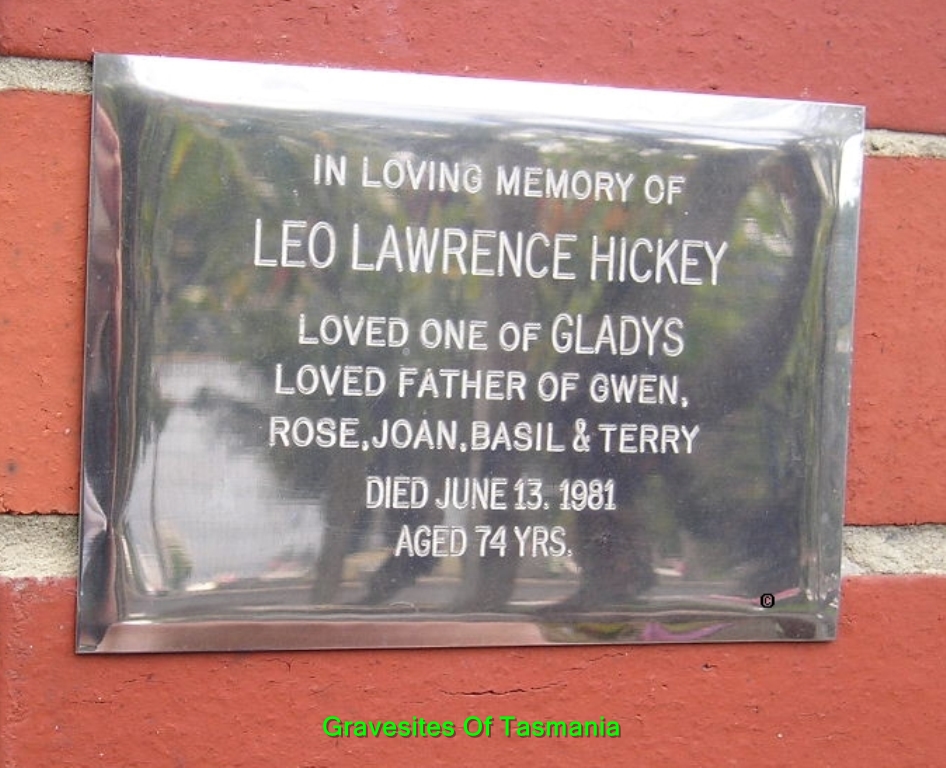 IN LOVING MEMORY OF
LEO LAWRENCE HICKEY
LOVED ONE OF GLADYS
LOVED FATHER OF GWEN,
ROSE, JOAN, BASIL & TERRY
DIED JUNE 13, 1981
AGED 74 YRS.
©
Gravesites Of Tasmania